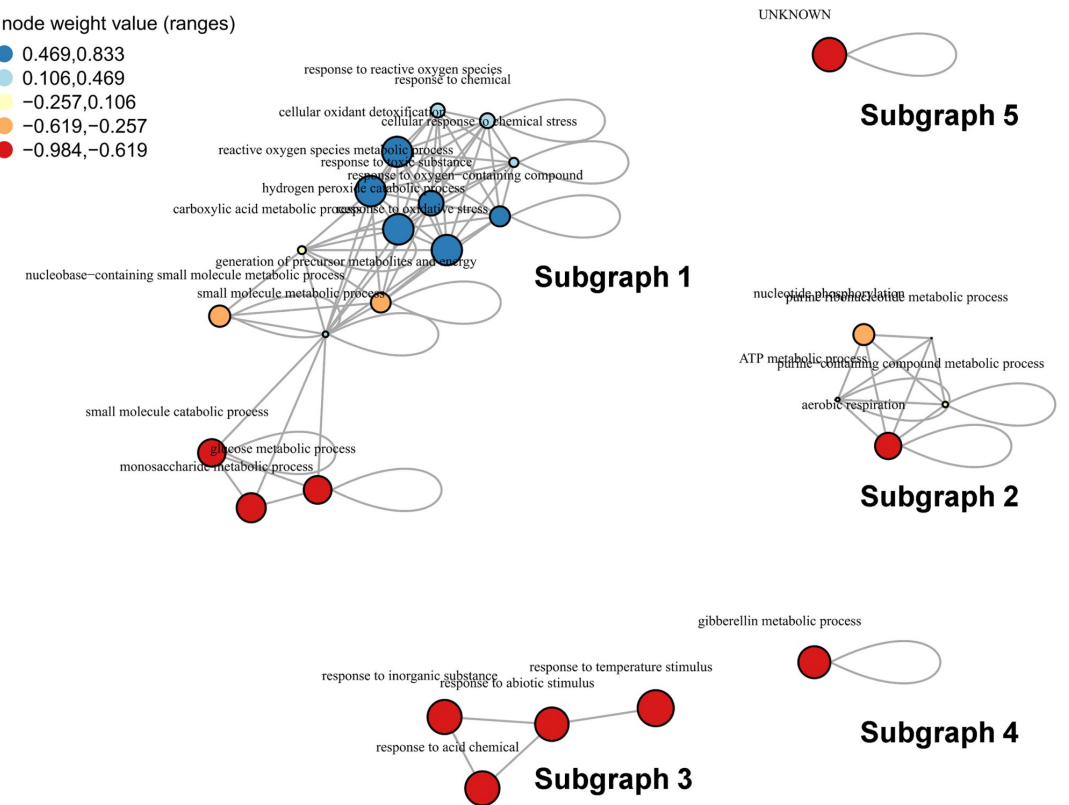 node weight value (ranges)
0.469,0.833
0.106,0.469
−0.257,0.106
−0.619,−0.257
−0.984,−0.619
UNKNOWN
Subgraph 5
response to reactive oxygen species
response to chemical
cellular oxidant detoxification
cellular response to chemical stress
reactive oxygen species metabolic process
response to toxic substance
response to oxygen−containing compound
hydrogen peroxide catabolic process
carboxylic acid metabolic process
response to oxidative stress
generation of precursor metabolites and energy
nucleobase−containing small molecule metabolic process
small molecule metabolic process
Subgraph 1
small molecule catabolic process
glucose metabolic process
monosaccharide metabolic process
nucleotide phosphorylation
purine ribonucleotide metabolic process
ATP metabolic process
purine−containing compound metabolic process
aerobic respiration
Subgraph 2
gibberellin metabolic process
Subgraph 4
response to temperature stimulus
response to inorganic substance
response to abiotic stimulus
response to acid chemical
Subgraph 3